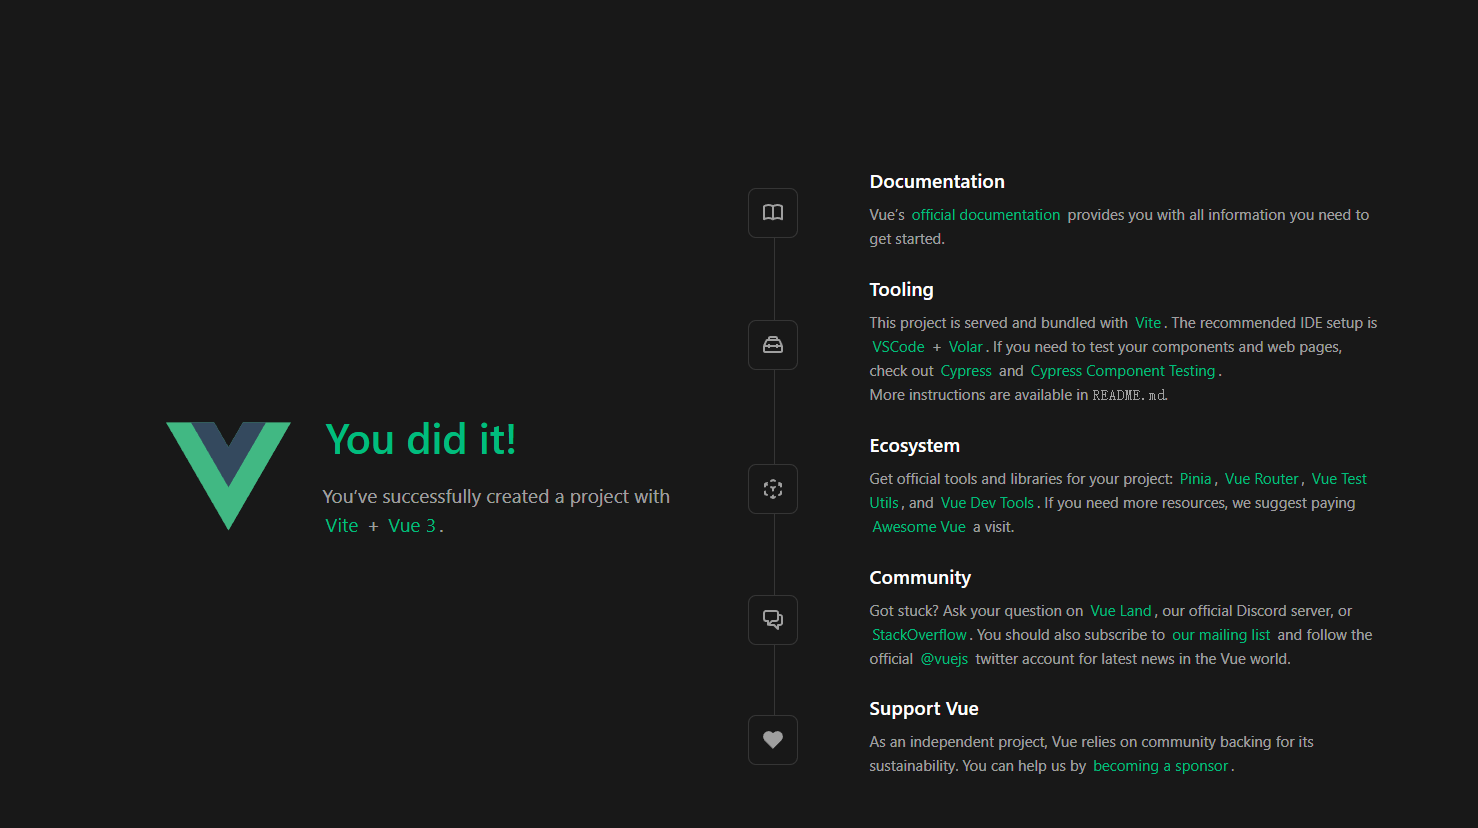 You did it!
You’ve successfully created a project with
Vite + Vue 3.
Documentation
Vue’s official documentation provides you with all information you need to
get started.
Tooling
This project is served and bundled with Vite. The recommended IDE setup is
VSCode + Volar. If you need to test your components and web pages,
check out Cypress and Cypress Component Testing.
More instructions are available in README.md.
Ecosystem
Get official tools and libraries for your project: Pinia, Vue Router, Vue Test
Utils, and Vue Dev Tools. If you need more resources, we suggest paying
Awesome Vue a visit.
Community
Got stuck? Ask your question on Vue Land, our official Discord server, or
StackOverflow. You should also subscribe to our mailing list and follow the
official @vuejs twitter account for latest news in the Vue world.
Support Vue
As an independent project, Vue relies on community backing for its
sustainability. You can help us by becoming a sponsor.